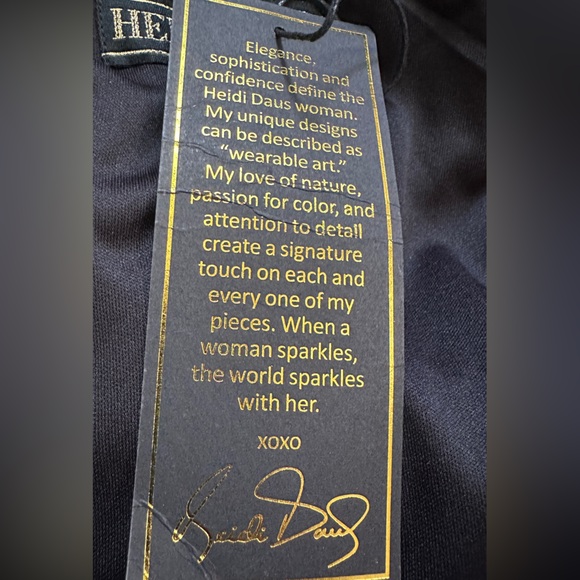 HE
Elegance,
sophistication and
confidence define the
Heidi Daus woman.
My unique designs
can be described as
"wearable art."
My love of nature,
passion for color, and
attention to detail
create a signature
touch on each and
every one of my
pieces. When a
woman sparkles,
the world sparkles
with her.
xoxo
Heidi Daus